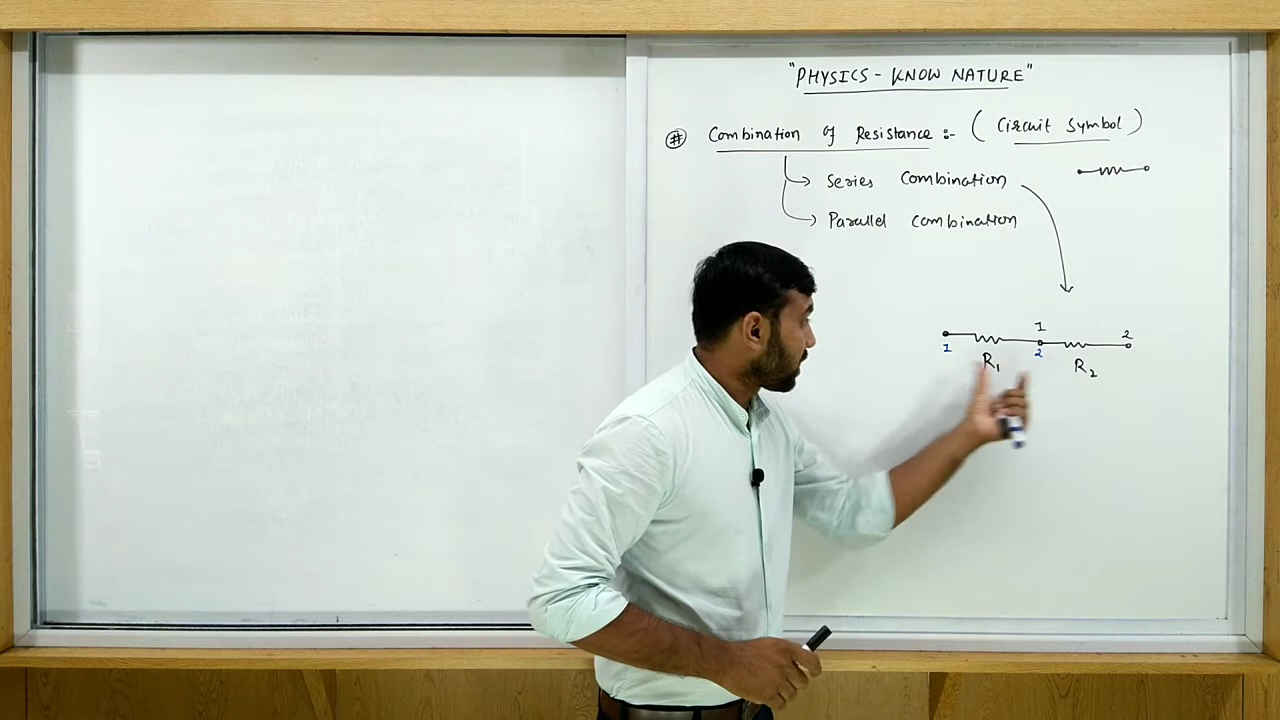 "PHYSICS - KNOW NATURE"
# Combination of Resistance :- (Circuit Symbol)
Series Combination
Parallel Combination
1 2
1 2
R1 R2